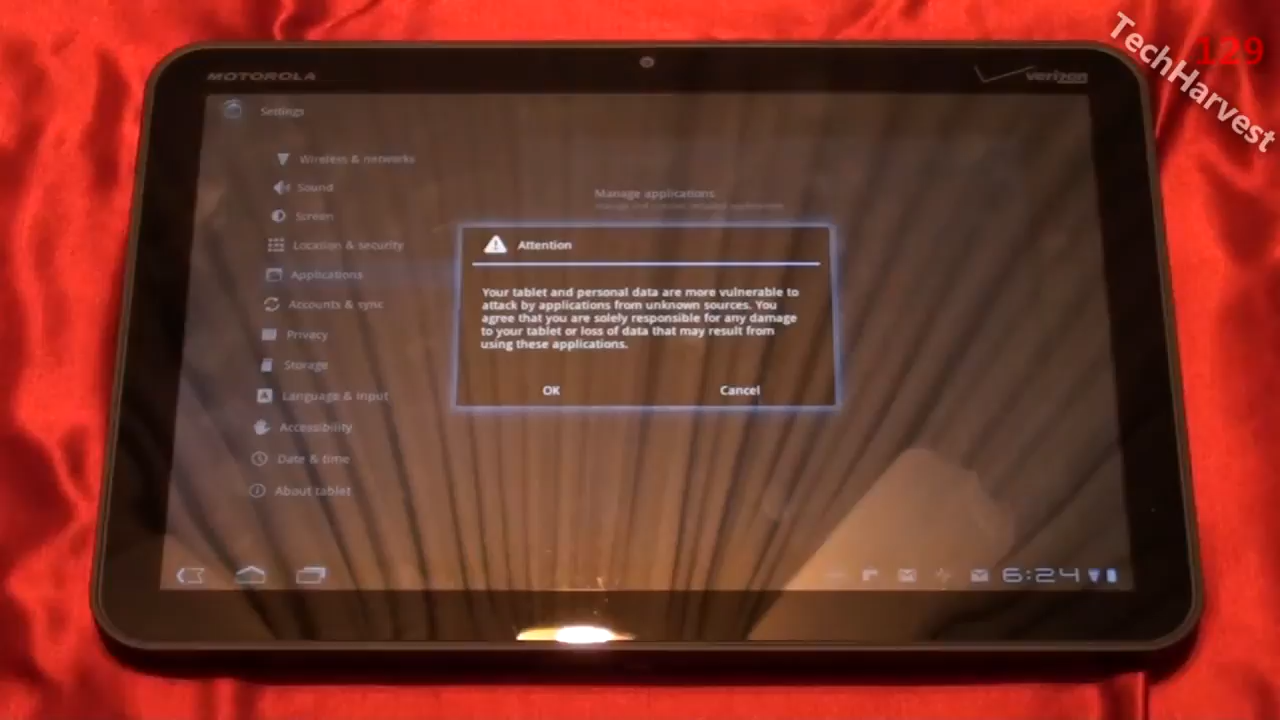 129
TechHarvest
MOTOROLA
verizon
Settings
Wireless & networks
Sound
Screen
Location & security
Applications
Accounts & sync
Privacy
Storage
Language & input
Accessibility
Date & time
About tablet
Manage applications
Attention
Your tablet and personal data are more vulnerable to
attack by applications from unknown sources. You
agree that you are solely responsible for any damage
to your tablet or loss of data that may result from
using these applications.
OK
Cancel
6:24